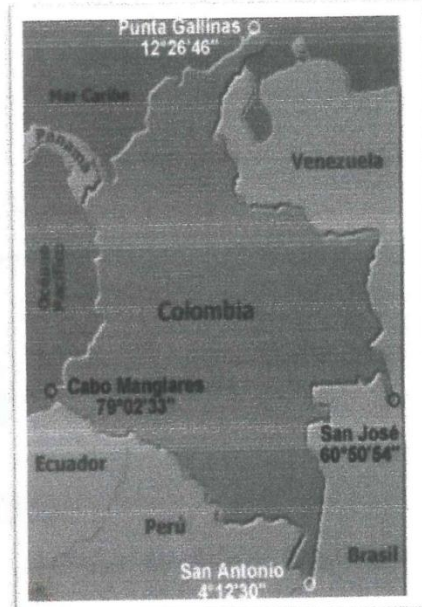 Punta Gallinas
12°26'46"
Mar Caribe
Panamá
Venezuela
Océano
Pacífico
Colombia
Cabo Manglares
79°02'33"
San José
60°50'54"
Ecuador
Perú
Brasil
San Antonio
4°12'30"